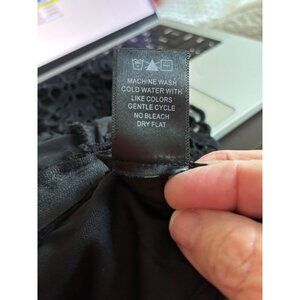 MACHINE WASH
COLD WATER WITH
LIKE COLORS
GENTLE CYCLE
NO BLEACH
DRY FLAT